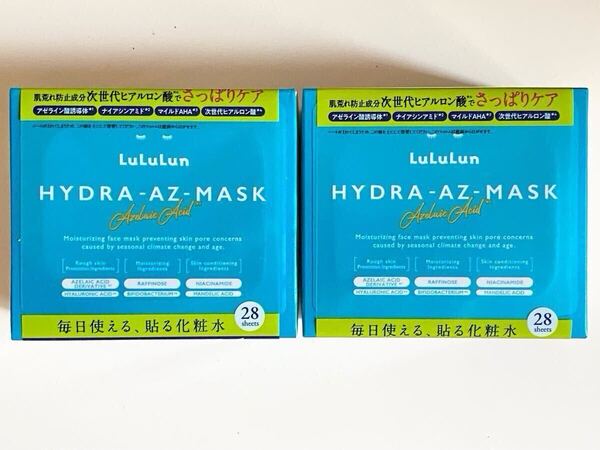 肌荒れ防止成分次世代ヒアルロン酸*⁴でさっぱりケア
アゼライン酸誘導体*¹ ナイアシンアミド*² マイルドAHA*³ 次世代ヒアルロン酸*⁴
LuLuLun
HYDRA-AZ-MASK
Azelaic Acid
Moisturizing face mask preventing skin pore concerns
caused by seasonal climate change and age.
Rough skin
Prevention Ingredients
Moisturizing
Ingredients
Skin conditioning
Ingredients
AZELAIC ACID
DERIVATIVE
RAFFINOSE
NIACINAMIDE
HYALURONIC ACID
BIFIDOBACTERIUM
MANDELIC ACID
毎日使える、貼る化粧水
28
sheets
肌荒れ防止成分次世代ヒアルロン酸*⁴でさっぱりケア
アゼライン酸誘導体*¹ ナイアシンアミド*² マイルドAHA*³ 次世代ヒアルロン酸*⁴
LuLuLun
HYDRA-AZ-MASK
Azelaic Acid
Moisturizing face mask preventing skin pore concerns
caused by seasonal climate change and age.
Rough skin
Prevention Ingredients
Moisturizing
Ingredients
Skin conditioning
Ingredients
AZELAIC ACID
DERIVATIVE
RAFFINOSE
NIACINAMIDE
HYALURONIC ACID
BIFIDOBACTERIUM
MANDELIC ACID
毎日使える、貼る化粧水
28
sheets